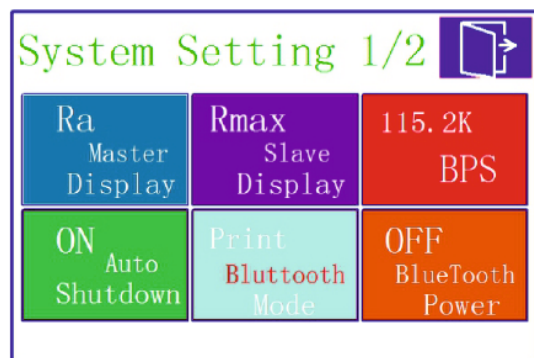 System Setting 1/2
Ra
Master
Display
Rmax
Slave
Display
115.2K
BPS
ON
Auto
Shutdown
Print
Bluttooth
Mode
OFF
BlueTooth
Power